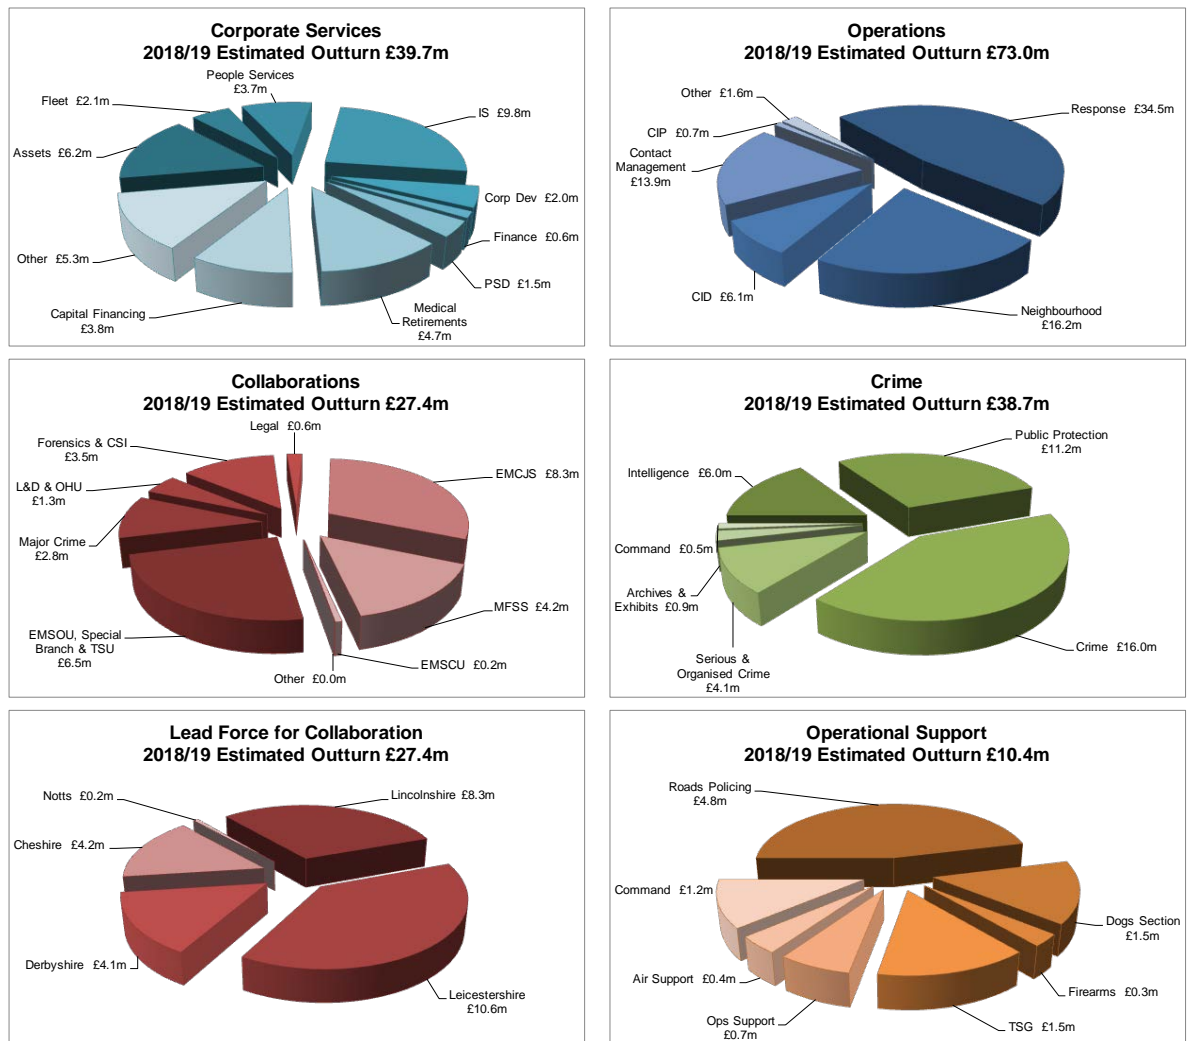 Corporate Services
2018/19 Estimated Outturn £39.7m
People Services
£3.7m
Fleet £2.1m
IS £9.8m
Assets £6.2m
Corp Dev £2.0m
Finance £0.6m
Other £5.3m
PSD £1.5m
Capital Financing
£3.8m
Medical
Retirements
£4.7m
Operations
2018/19 Estimated Outturn £73.0m
Other £1.6m
Response £34.5m
CIP £0.7m
Contact
Management
£13.9m
CID £6.1m
Neighbourhood
£16.2m
Collaborations
2018/19 Estimated Outturn £27.4m
Legal £0.6m
Forensics & CSI
£3.5m
EMCJS £8.3m
L&D & OHU
£1.3m
Major Crime
£2.8m
MFSS £4.2m
EMSOU, Special
Branch & TSU
£6.5m
EMSCU £0.2m
Other £0.0m
Crime
2018/19 Estimated Outturn £38.7m
Public Protection
£11.2m
Intelligence £6.0m
Command £0.5m
Archives &
Exhibits £0.9m
Serious &
Organised Crime
£4.1m
Crime £16.0m
Lead Force for Collaboration
2018/19 Estimated Outturn £27.4m
Notts £0.2m
Lincolnshire £8.3m
Cheshire £4.2m
Derbyshire £4.1m
Leicestershire
£10.6m
Operational Support
2018/19 Estimated Outturn £10.4m
Roads Policing
£4.8m
Command £1.2m
Dogs Section
£1.5m
Air Support £0.4m
Firearms £0.3m
Ops Support
£0.7m
TSG £1.5m